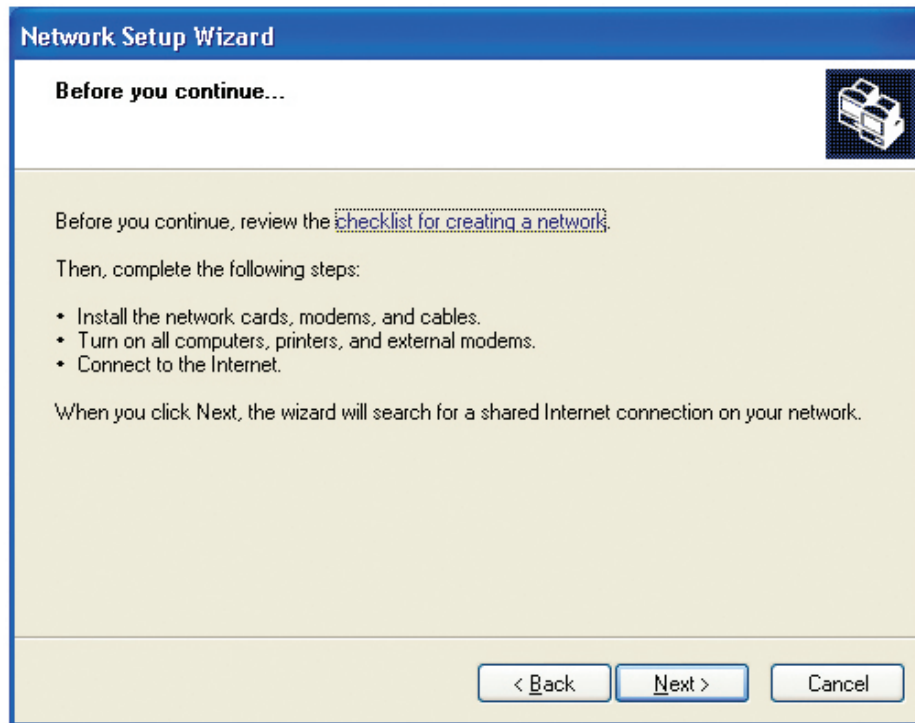 Network Setup Wizard
Before you continue...
Before you continue, review the checklist for creating a network.
Then, complete the following steps:
• Install the network cards, modems, and cables.
• Turn on all computers, printers, and external modems.
• Connect to the Internet.
When you click Next, the wizard will search for a shared Internet connection on your network.
< Back Next > Cancel